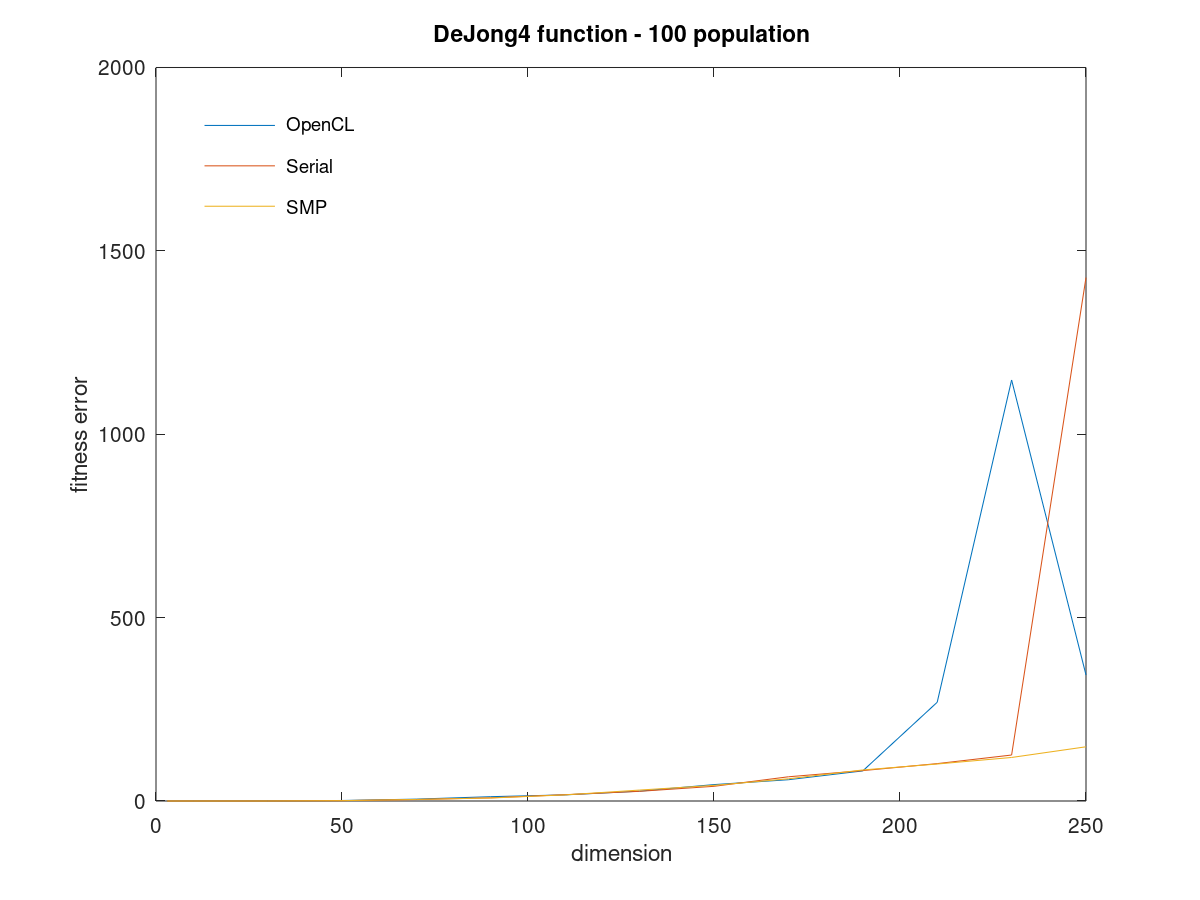 DeJong4 function - 100 population
2000
1500
1000
500
0
fitness error
OpenCL
Serial
SMP
0 50 100 150 200 250
dimension